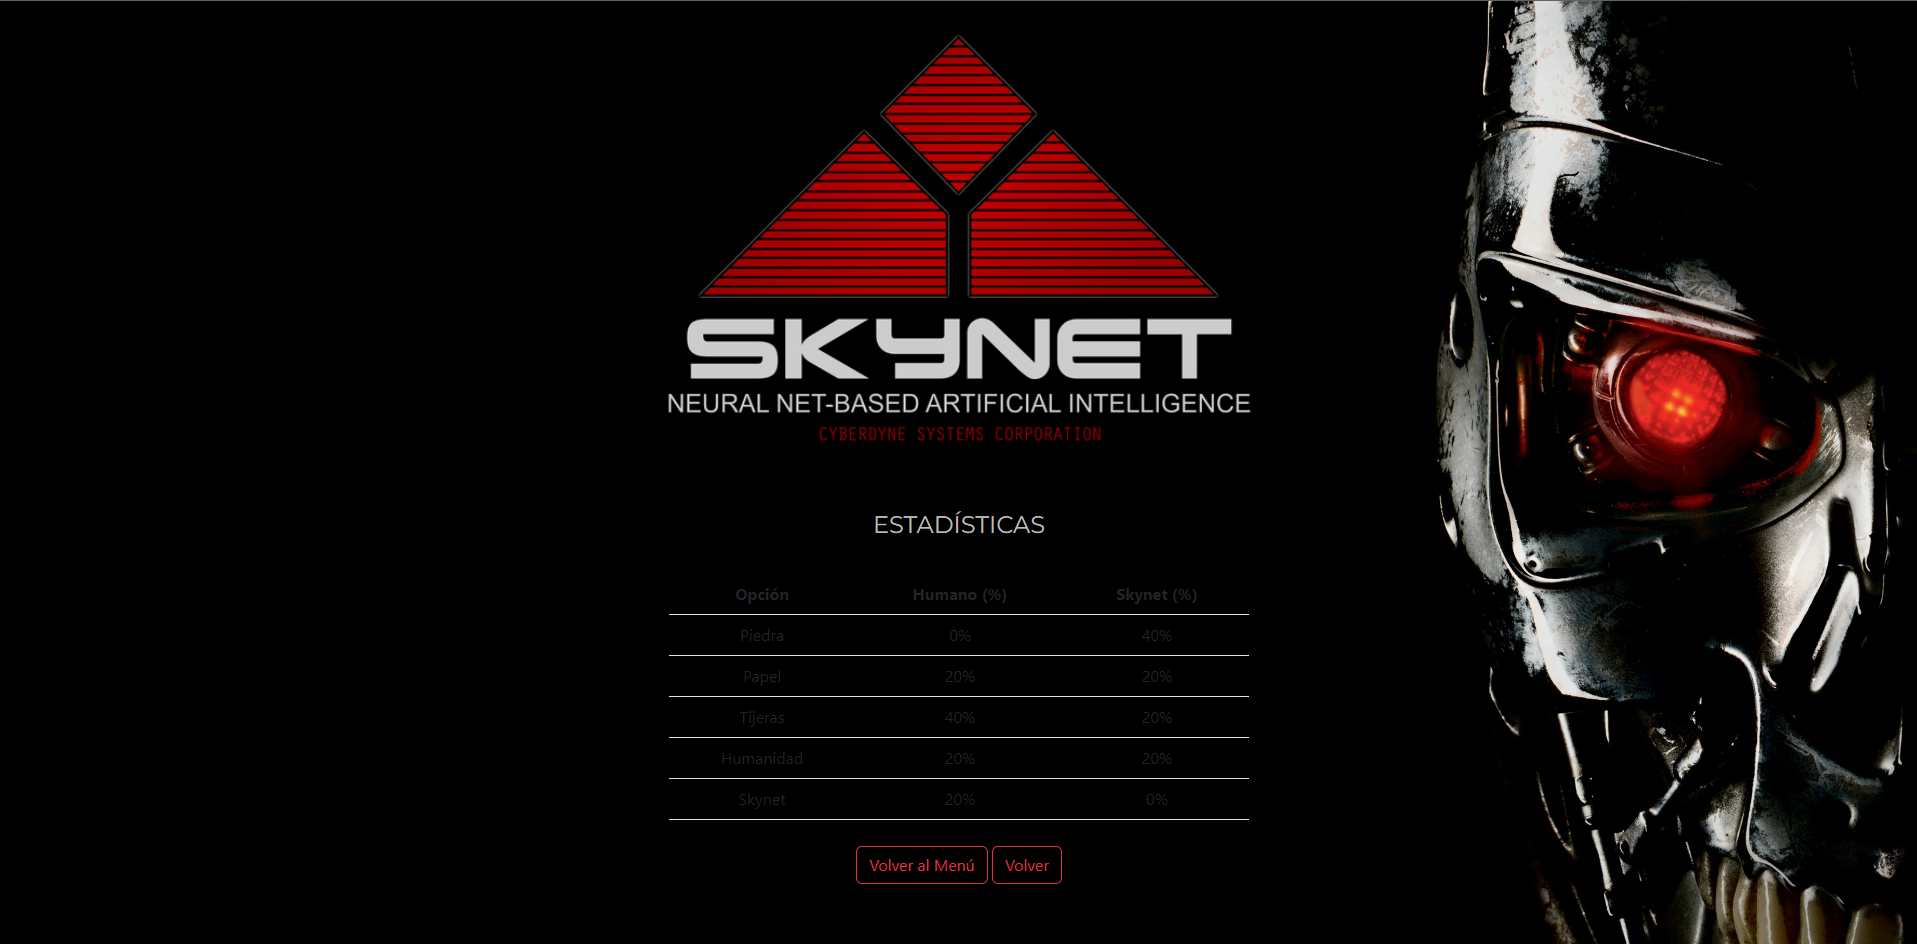 SKYNET
NEURAL NET-BASED ARTIFICIAL INTELLIGENCE
CYBERDYNE SYSTEMS CORPORATION
ESTADÍSTICAS
Opción Humano (%) Skynet (%)
Piedra 0% 40%
Papel 20% 20%
Tijeras 40% 20%
Humanidad 20% 20%
Skynet 20% 0%
Volver al Menú Volver